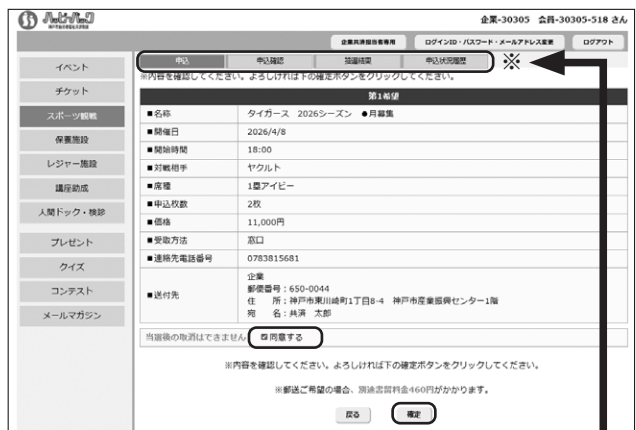 ハッピーパック
企業-30305 会員-30305-518 さん
企業共済担当者専用 ログインID・パスワード・メールアドレス変更 ログアウト
申込 申込確認 抽選結果 申込状況履歴 ※
※内容を確認してください。よろしければ下の確定ボタンをクリックしてください。
イベント
チケット
スポーツ観戦
保養施設
レジャー施設
講座助成
人間ドック・検診
プレゼント
クイズ
コンテスト
メールマガジン
第1希望
■名称 タイガース 2026シーズン ●月募集
■開催日 2026/4/8
■開始時間 18:00
■対戦相手 ヤクルト
■席種 1塁アイビー
■申込枚数 2枚
■価格 11,000円
■受取方法 窓口
■連絡先電話番号 0783815681
■送付先
企業
郵便番号:650-0044
住 所:神戸市東川崎町1丁目8-4 神戸市産業振興センター1階
宛 名:共済 太郎
当選後の取消はできません 同意する
※内容を確認してください。よろしければ下の確定ボタンをクリックしてください。
※郵送ご希望の場合、別途書留料金460円がかかります。
戻る 確定